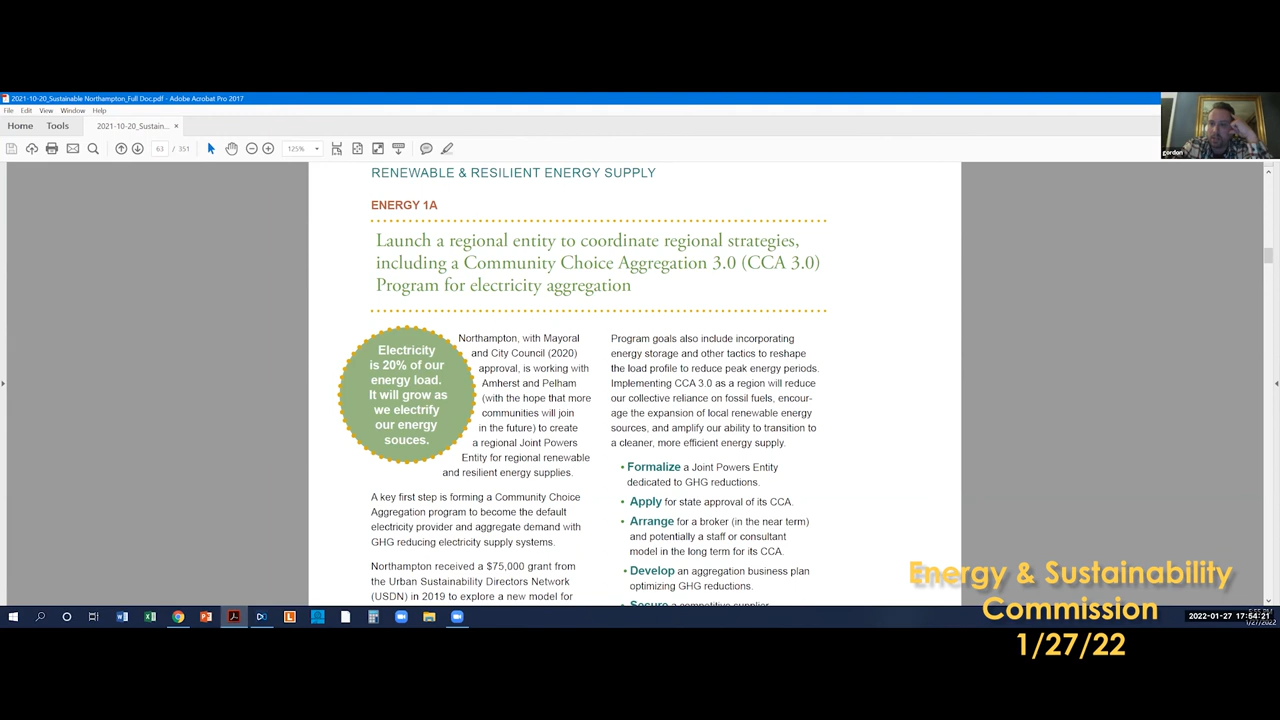 2021-10-20_Sustainable Northampton_Full Doc.pdf - Adobe Acrobat Pro 2017
File Edit View Window Help
Home Tools 2021-10-20_Sustain... ×
63 / 351 125%
gordon
RENEWABLE & RESILIENT ENERGY SUPPLY
ENERGY 1A
Launch a regional entity to coordinate regional strategies,
including a Community Choice Aggregation 3.0 (CCA 3.0)
Program for electricity aggregation
Electricity
is 20% of our
energy load.
It will grow as
we electrify
our energy
souces.
Northampton, with Mayoral
and City Council (2020)
approval, is working with
Amherst and Pelham
(with the hope that more
communities will join
in the future) to create
a regional Joint Powers
Entity for regional renewable
and resilient energy supplies.
A key first step is forming a Community Choice
Aggregation program to become the default
electricity provider and aggregate demand with
GHG reducing electricity supply systems.
Northampton received a $75,000 grant from
the Urban Sustainability Directors Network
(USDN) in 2019 to explore a new model for
Program goals also include incorporating
energy storage and other tactics to reshape
the load profile to reduce peak energy periods.
Implementing CCA 3.0 as a region will reduce
our collective reliance on fossil fuels, encour-
age the expansion of local renewable energy
sources, and amplify our ability to transition to
a cleaner, more efficient energy supply.
• Formalize a Joint Powers Entity
dedicated to GHG reductions.
• Apply for state approval of its CCA.
• Arrange for a broker (in the near term)
and potentially a staff or consultant
model in the long term for its CCA.
• Develop an aggregation business plan
optimizing GHG reductions.
• Secure a competitive supplier
Energy & Sustainability
Commission
1/27/22
2022-01-27 17:54:21